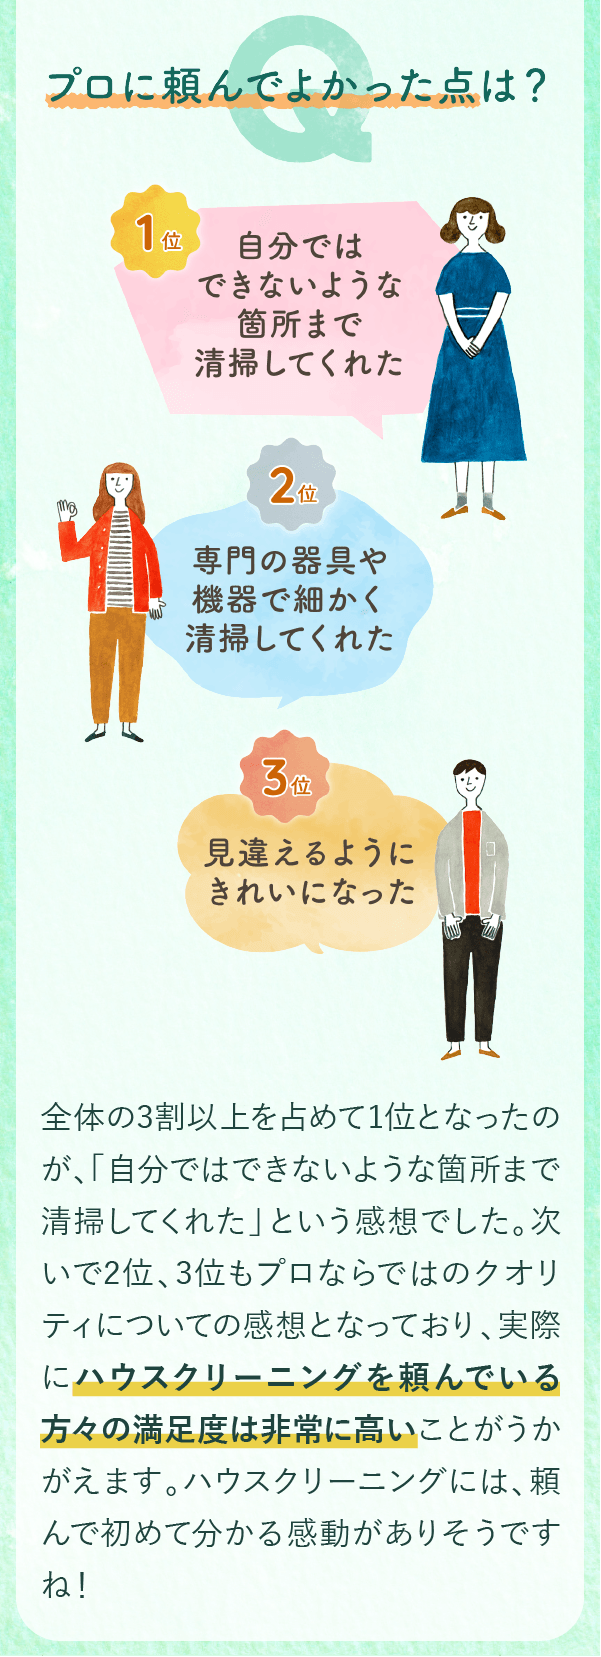 Q
プロに頼んでよかった点は？
1位
自分では
できないような
箇所まで
清掃してくれた
2位
専門の器具や
機器で細かく
清掃してくれた
3位
見違えるように
きれいになった
全体の3割以上を占めて1位となったの
が、「自分ではできないような箇所まで
清掃してくれた」という感想でした。次
いで2位、3位もプロならではのクオリ
ティについての感想となっており、実際
にハウスクリーニングを頼んでいる
方々の満足度は非常に高いことがうか
がえます。ハウスクリーニングには、頼
んで初めて分かる感動がありそうです
ね！